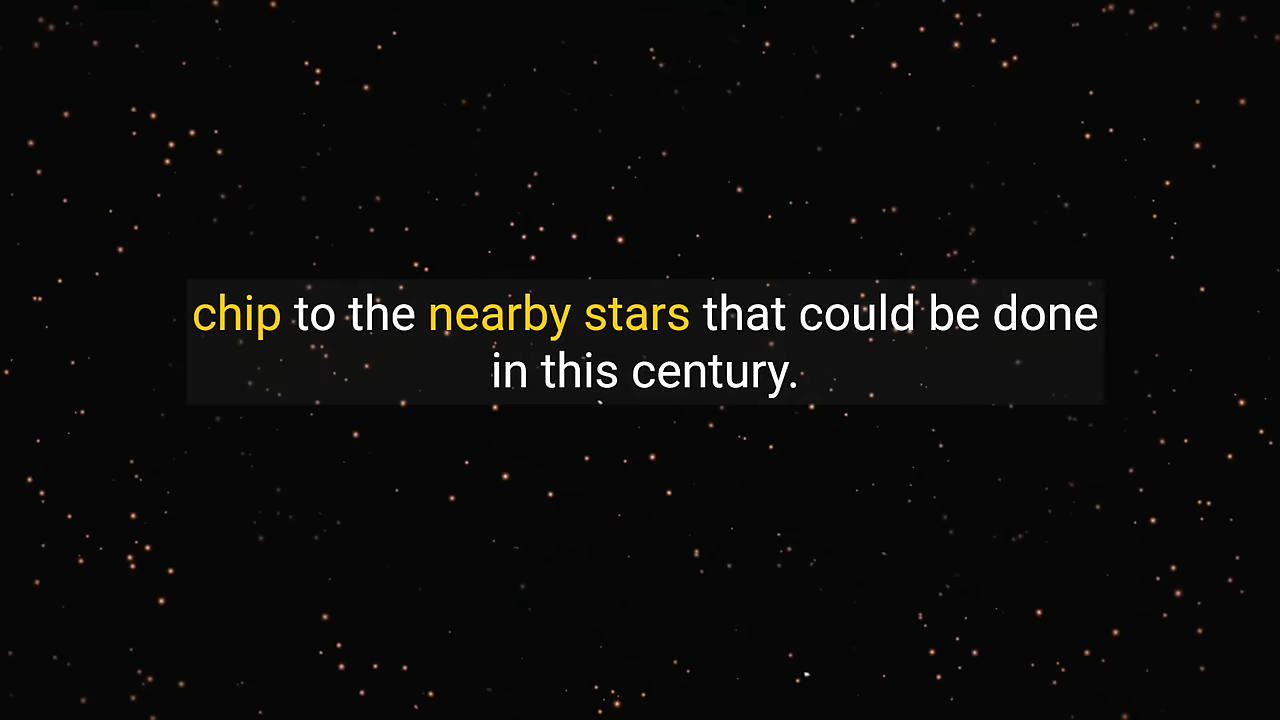 chip to the nearby stars that could be done
in this century.